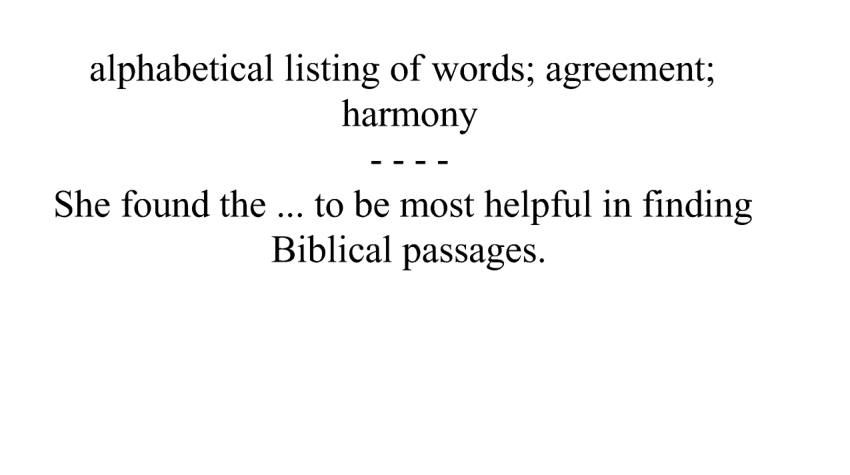 alphabetical listing of words; agreement;
harmony
- - - -
She found the ... to be most helpful in finding
Biblical passages.